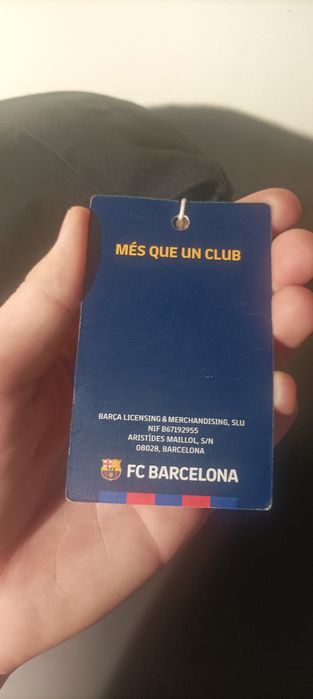 MÉS QUE UN CLUB
BARÇA LICENSING & MERCHANDISING, SLU
NIF B67192955
ARISTÍDES MAILLOL, S/N
08028, BARCELONA
FC BARCELONA